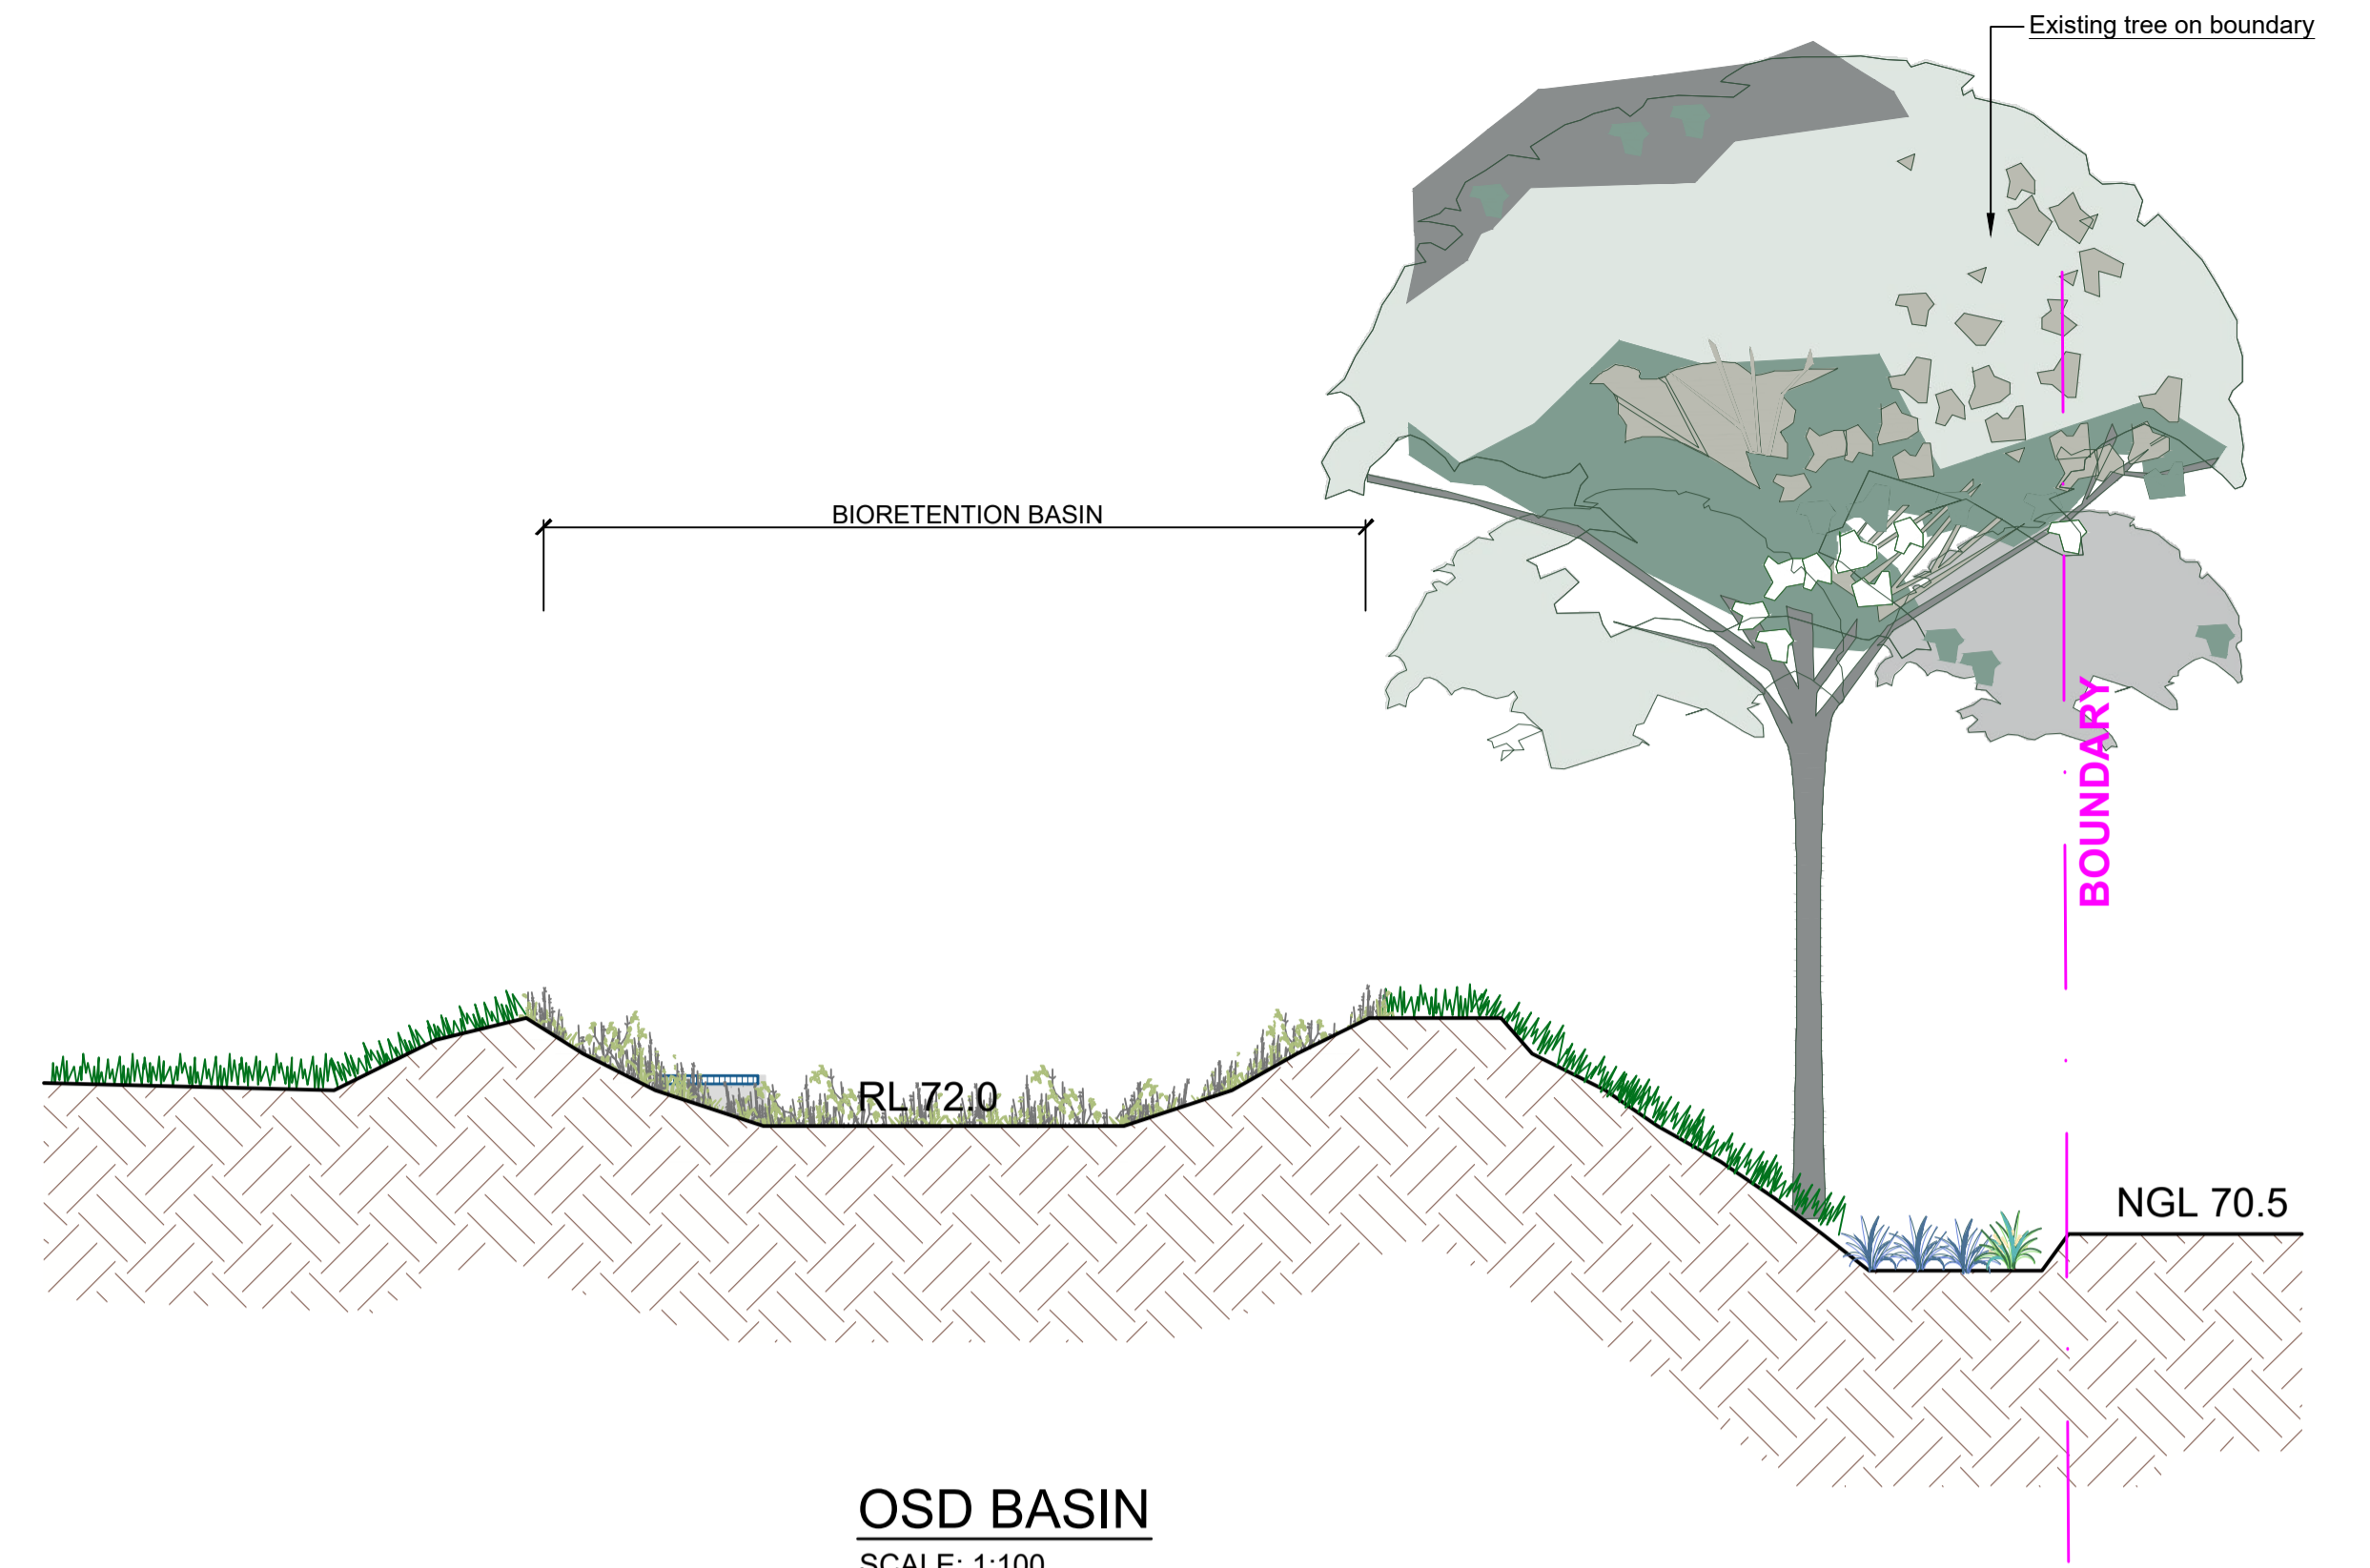 Existing tree on boundary
BIORETENTION BASIN
BOUNDARY
RL 72.0
NGL 70.5
OSD BASIN
SCALE: 1:100